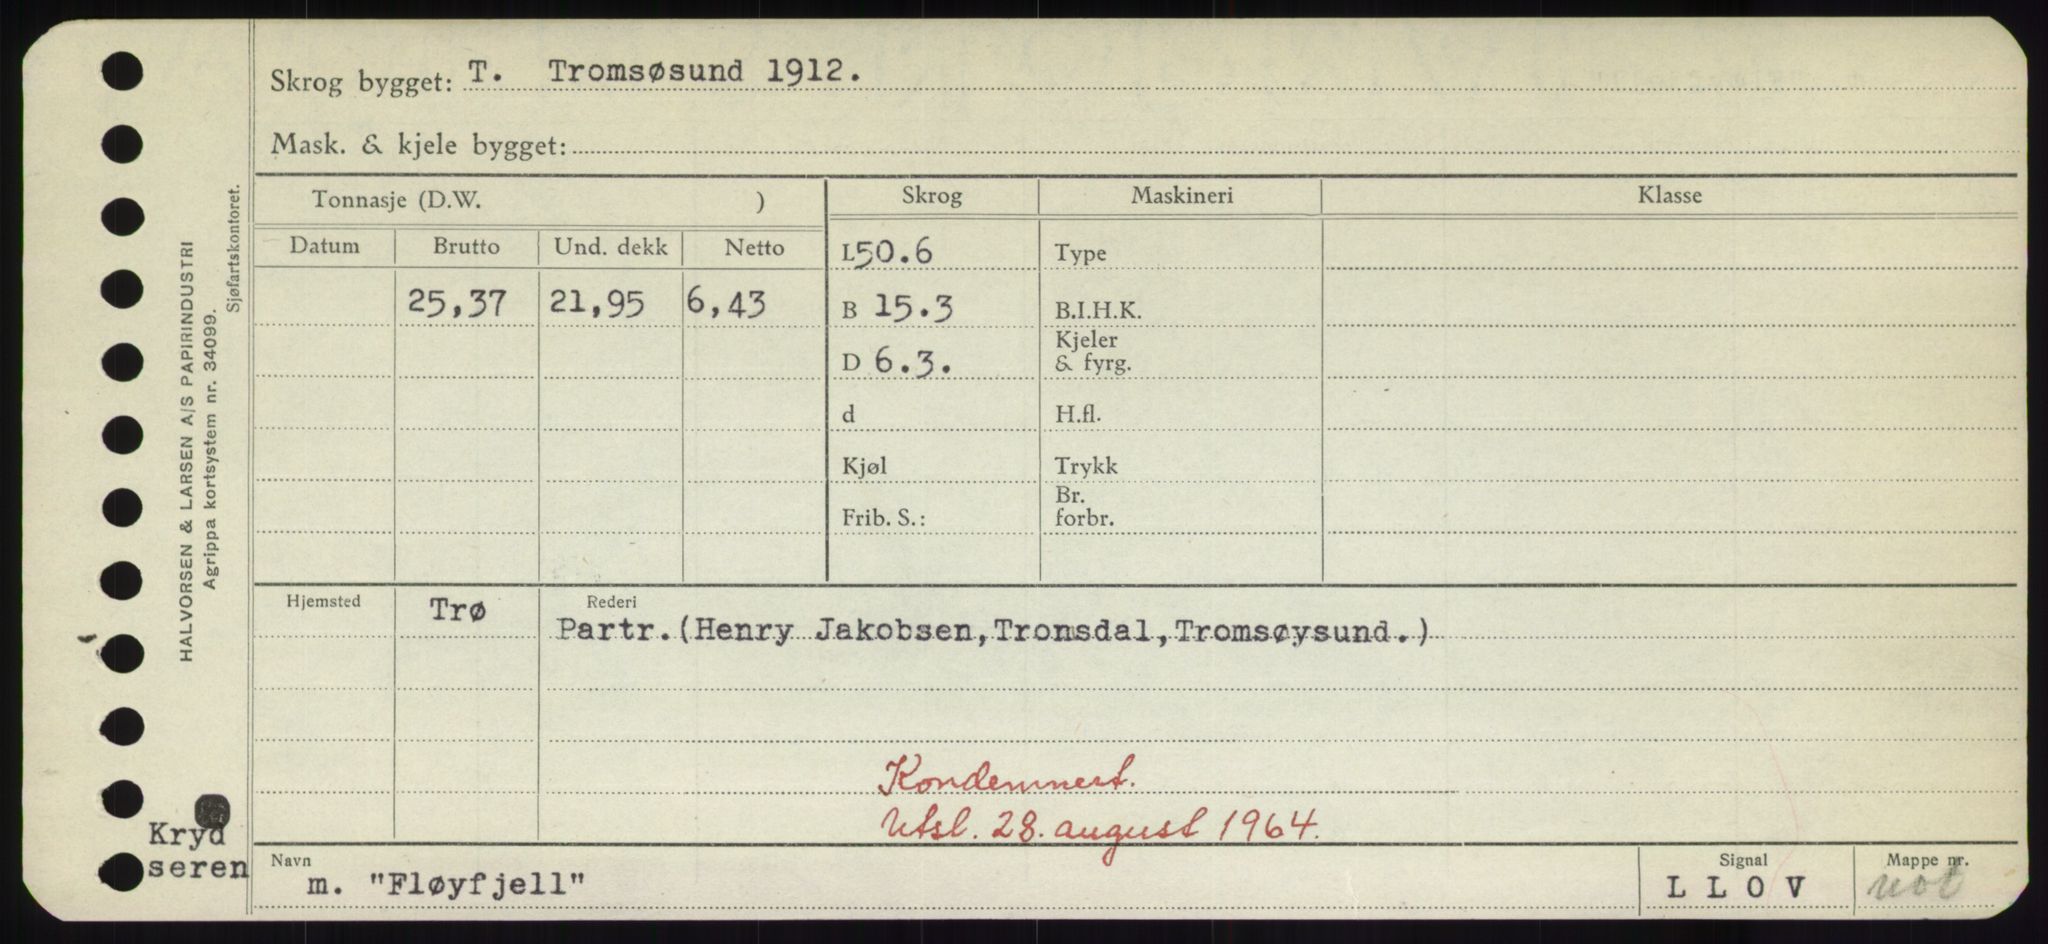 Skrog bygget: T. Tromsøsund 1912.
Mask. & kjele bygget:
Tonnasje (D.W. ) Skrog Maskineri Klasse
Datum Brutto Und. dekk Netto L50.6 Type
25,37 21,95 6,43 B 15.3 B.I.H.K.
D 6.3. Kjeler & fyrg.
d H.fl.
Kjøl Trykk
Frib. S.: Br. forbr.
Hjemsted Trø Rederi
Partr.(Henry Jakobsen,Tronsdal,Tromsøysund.)
Kondemnert.
Utsl. 28. august 1964.
Navn Signal Mappe nr.
m. "Fløyfjell" L L O V
Kryd
seren
HALVORSEN & LARSEN A/S PAPIRINDUSTRI
Agrippa kortsystem nr. 34099.
Sjøfartskontoret.